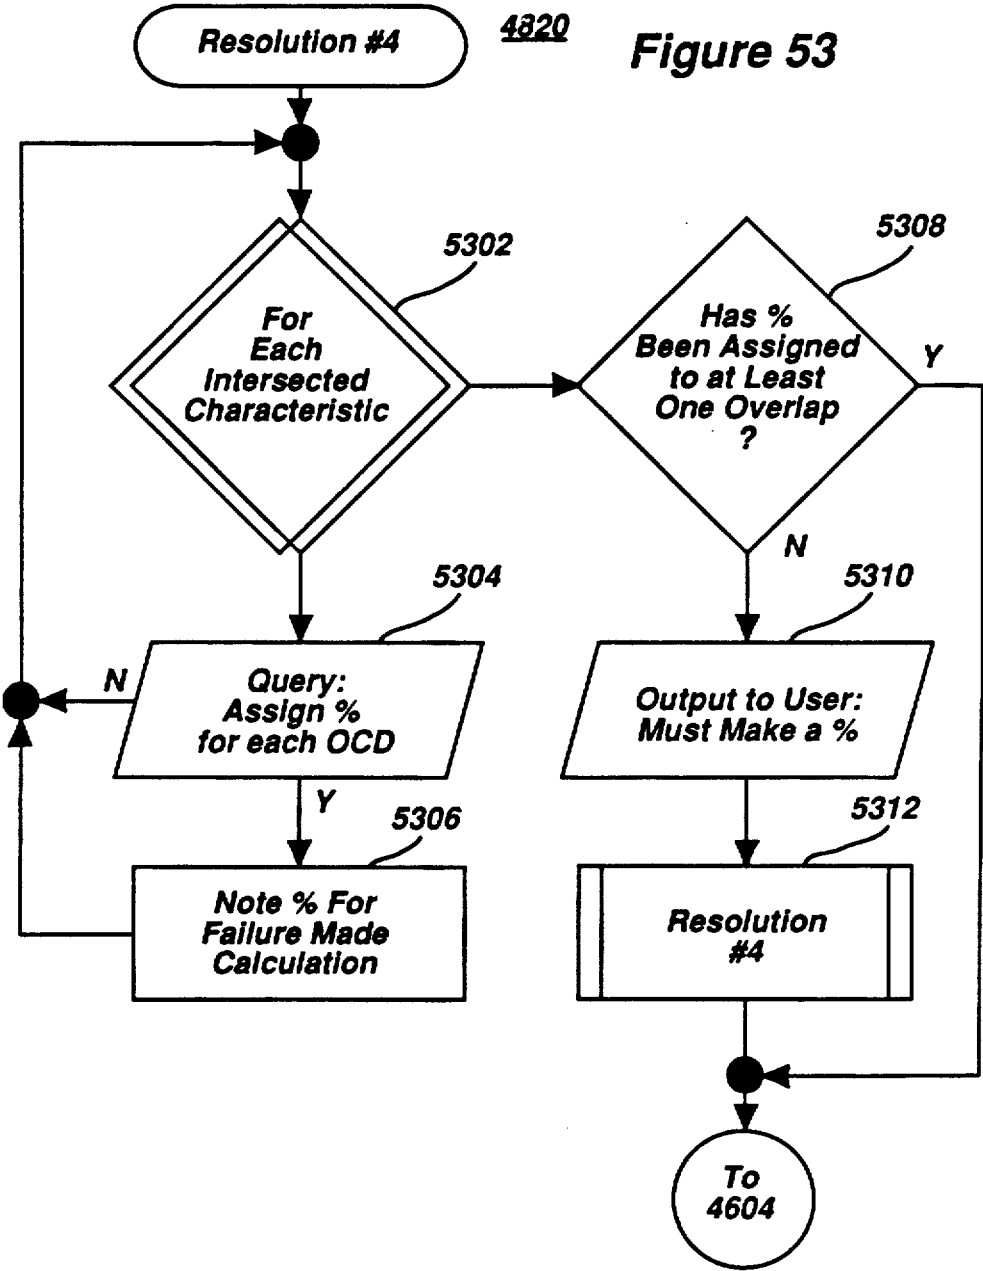 Resolution #4
4820
Figure 53
5302
For
Each
Intersected
Characteristic
5308
Has %
Been Assigned
to at Least
One Overlap
?
Y
N
5304
Query:
Assign %
for each OCD
N
Y
5310
Output to User:
Must Make a %
5306
Note % For
Failure Made
Calculation
5312
Resolution
#4
To
4604